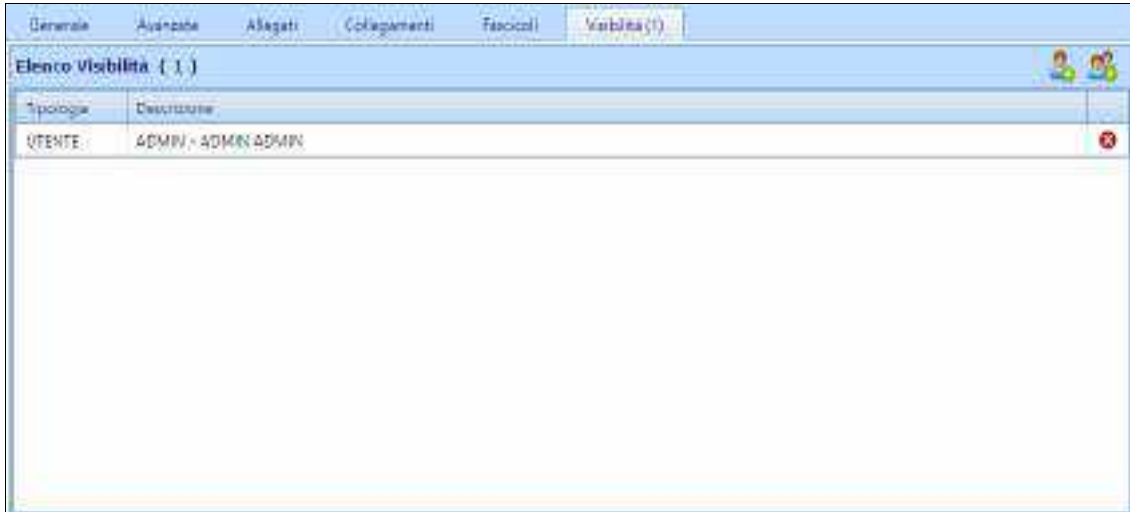 Generale Avanzate Allegati Collegamenti Fascicoli Visibilità (1)
Elenco Visibilità ( 1 )
Tipologia Descrizione
UTENTE ADMIN - ADMIN ADMIN